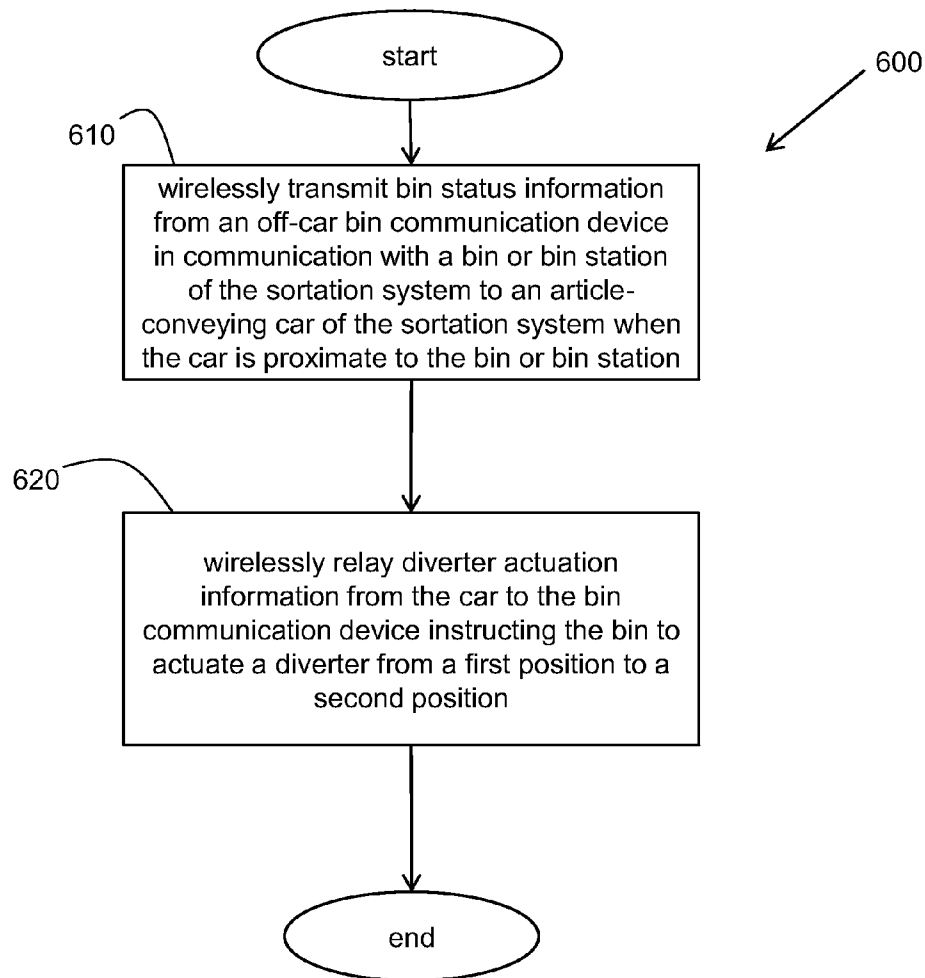 start
600
610
wirelessly transmit bin status information
from an off-car bin communication device
in communication with a bin or bin station
of the sortation system to an article-
conveying car of the sortation system when
the car is proximate to the bin or bin station
620
wirelessly relay diverter actuation
information from the car to the bin
communication device instructing the bin to
actuate a diverter from a first position to a
second position
end